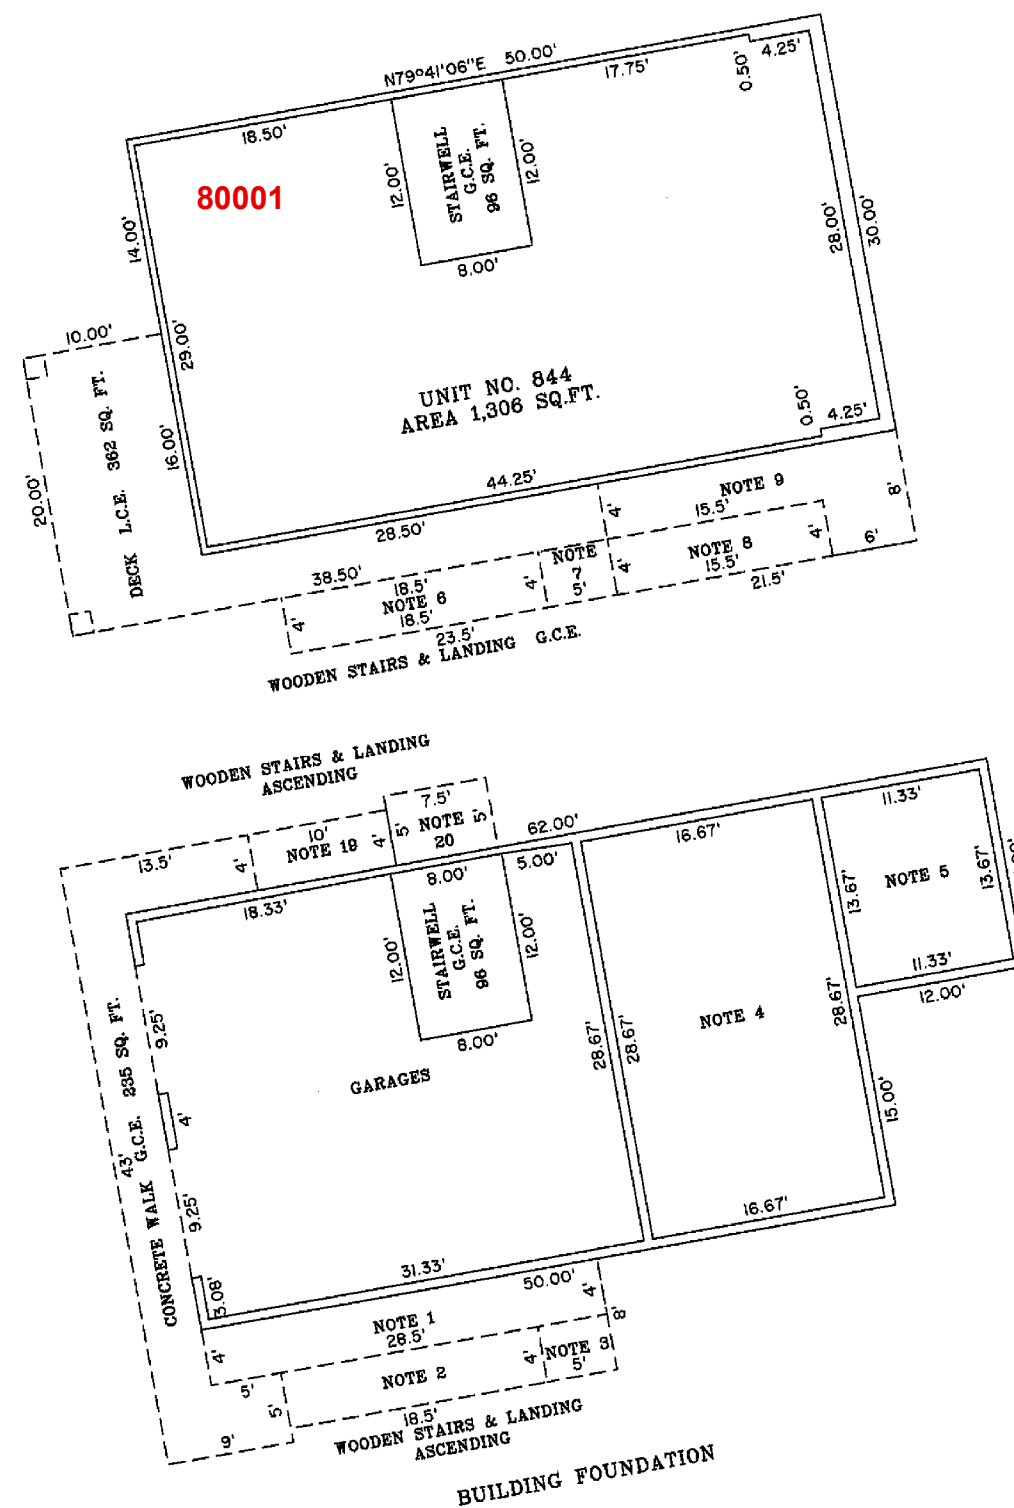 N79°41'06"E 50.00'
4.25'
17.75'
0.50'
18.50'
STAIRWELL
G.C.E.
96 SQ. FT.
12.00'
12.00'
80001
14.00'
28.00'
30.00'
8.00'
10.00'
29.00'
UNIT NO. 844
AREA 1,306 SQ.FT.
0.50'
4.25'
DECK L.C.E. 362 SQ. FT.
16.00'
20.00'
44.25'
NOTE 9
8'
28.50'
4'
15.5'
4'
6'
NOTE 8
15.5'
4'
NOTE
7
5'
21.5'
38.50'
18.5'
4'
NOTE 6
18.5'
4'
23.5'
WOODEN STAIRS & LANDING G.C.E.
WOODEN STAIRS & LANDING
ASCENDING
7.5'
NOTE
20
5'
5'
62.00'
10'
NOTE 19
4'
4'
13.5'
16.67'
11.33'
18.33'
8.00'
5.00'
STAIRWELL
G.C.E.
96 SQ. FT.
12.00'
12.00'
8.00'
13.67'
NOTE 5
13.67'
11.33'
12.00'
NOTE 4
28.67'
28.67'
28.67'
GARAGES
15.00'
9.25'
4'
9.25'
3.08'
CONCRETE WALK G.C.E. 235 SQ. FT.
43'
16.67'
31.33'
50.00'
4'
8'
NOTE 1
28.5'
4'
4'
NOTE 3
5'
NOTE 2
5'
5'
18.5'
9'
WOODEN STAIRS & LANDING
ASCENDING
BUILDING FOUNDATION